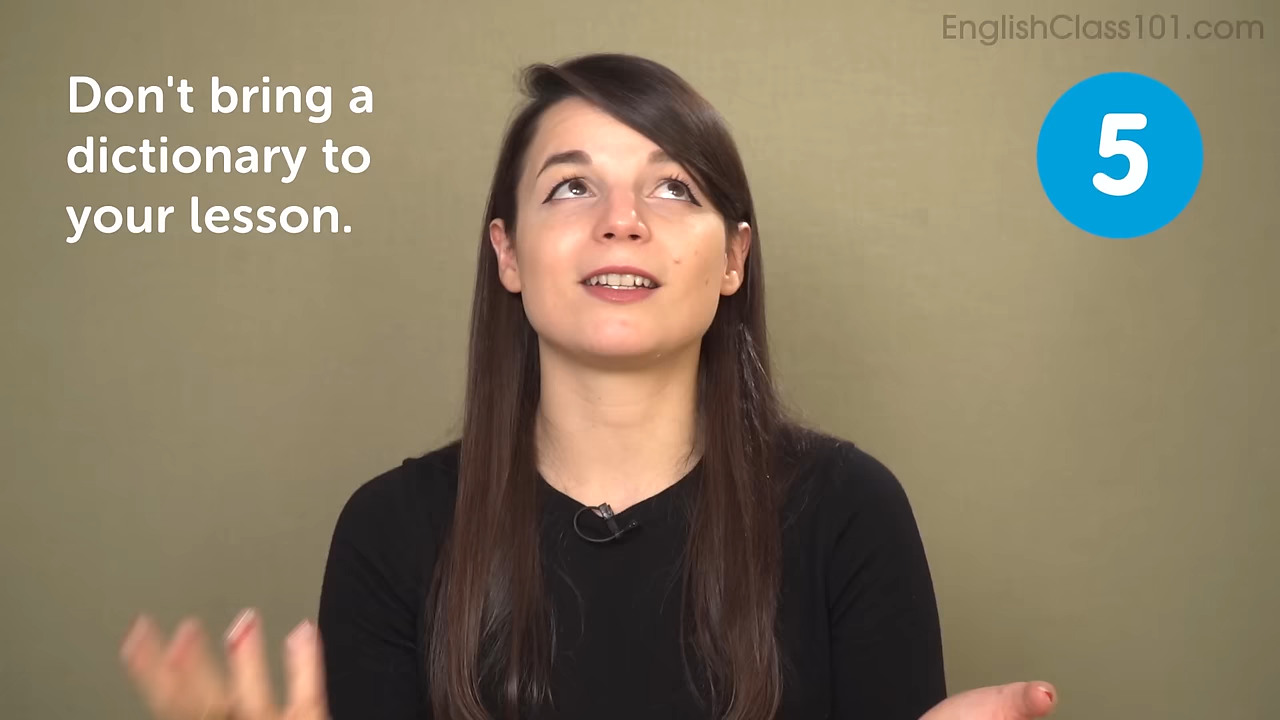 EnglishClass101.com
Don't bring a
dictionary to
your lesson.
5